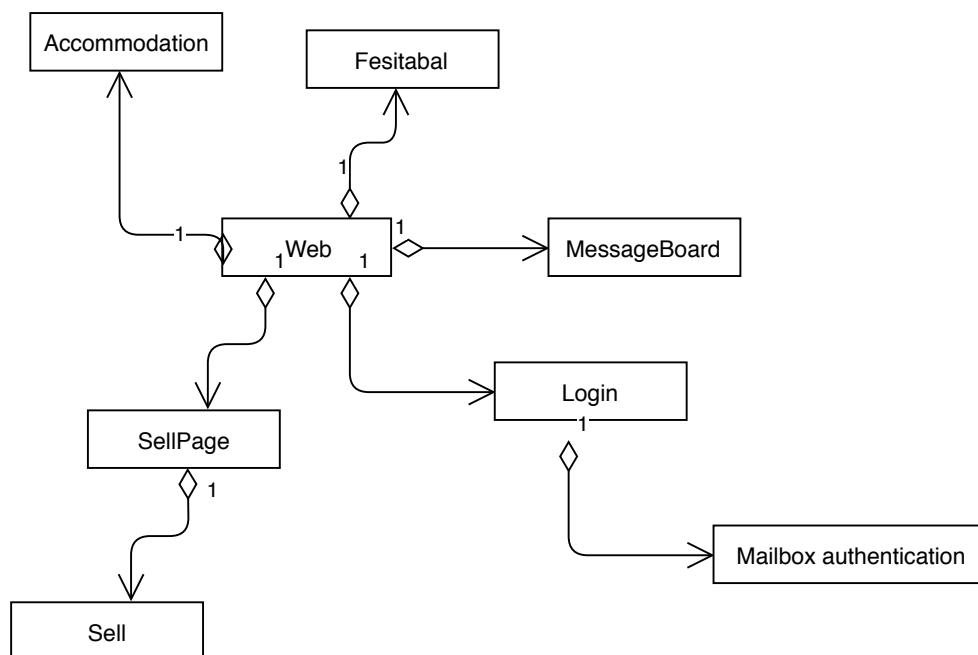 Accommodation
Fesitabal
1
1
1
Web
1
1
MessageBoard
Login
1
SellPage
1
Mailbox authentication
Sell